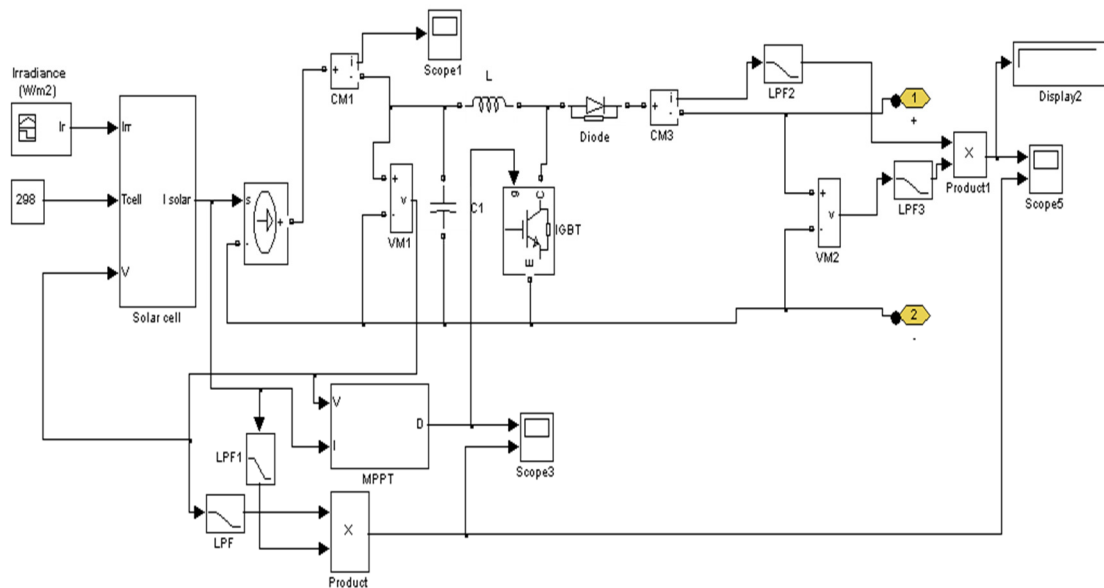 Irradiance
(W/m2)
Ir
298
Irr
Tcell
V
I solar
Solar cell
s
+
-
+
i
-
CM1
Scope1
L
+
v
-
VM1
C1
g
C
E
IGBT
Diode
+
i
-
CM3
LPF2
1
+
Display2
X
Product1
Scope5
LPF3
+
v
-
VM2
2
-
V
I
D
MPPT
Scope3
LPF1
LPF
X
Product